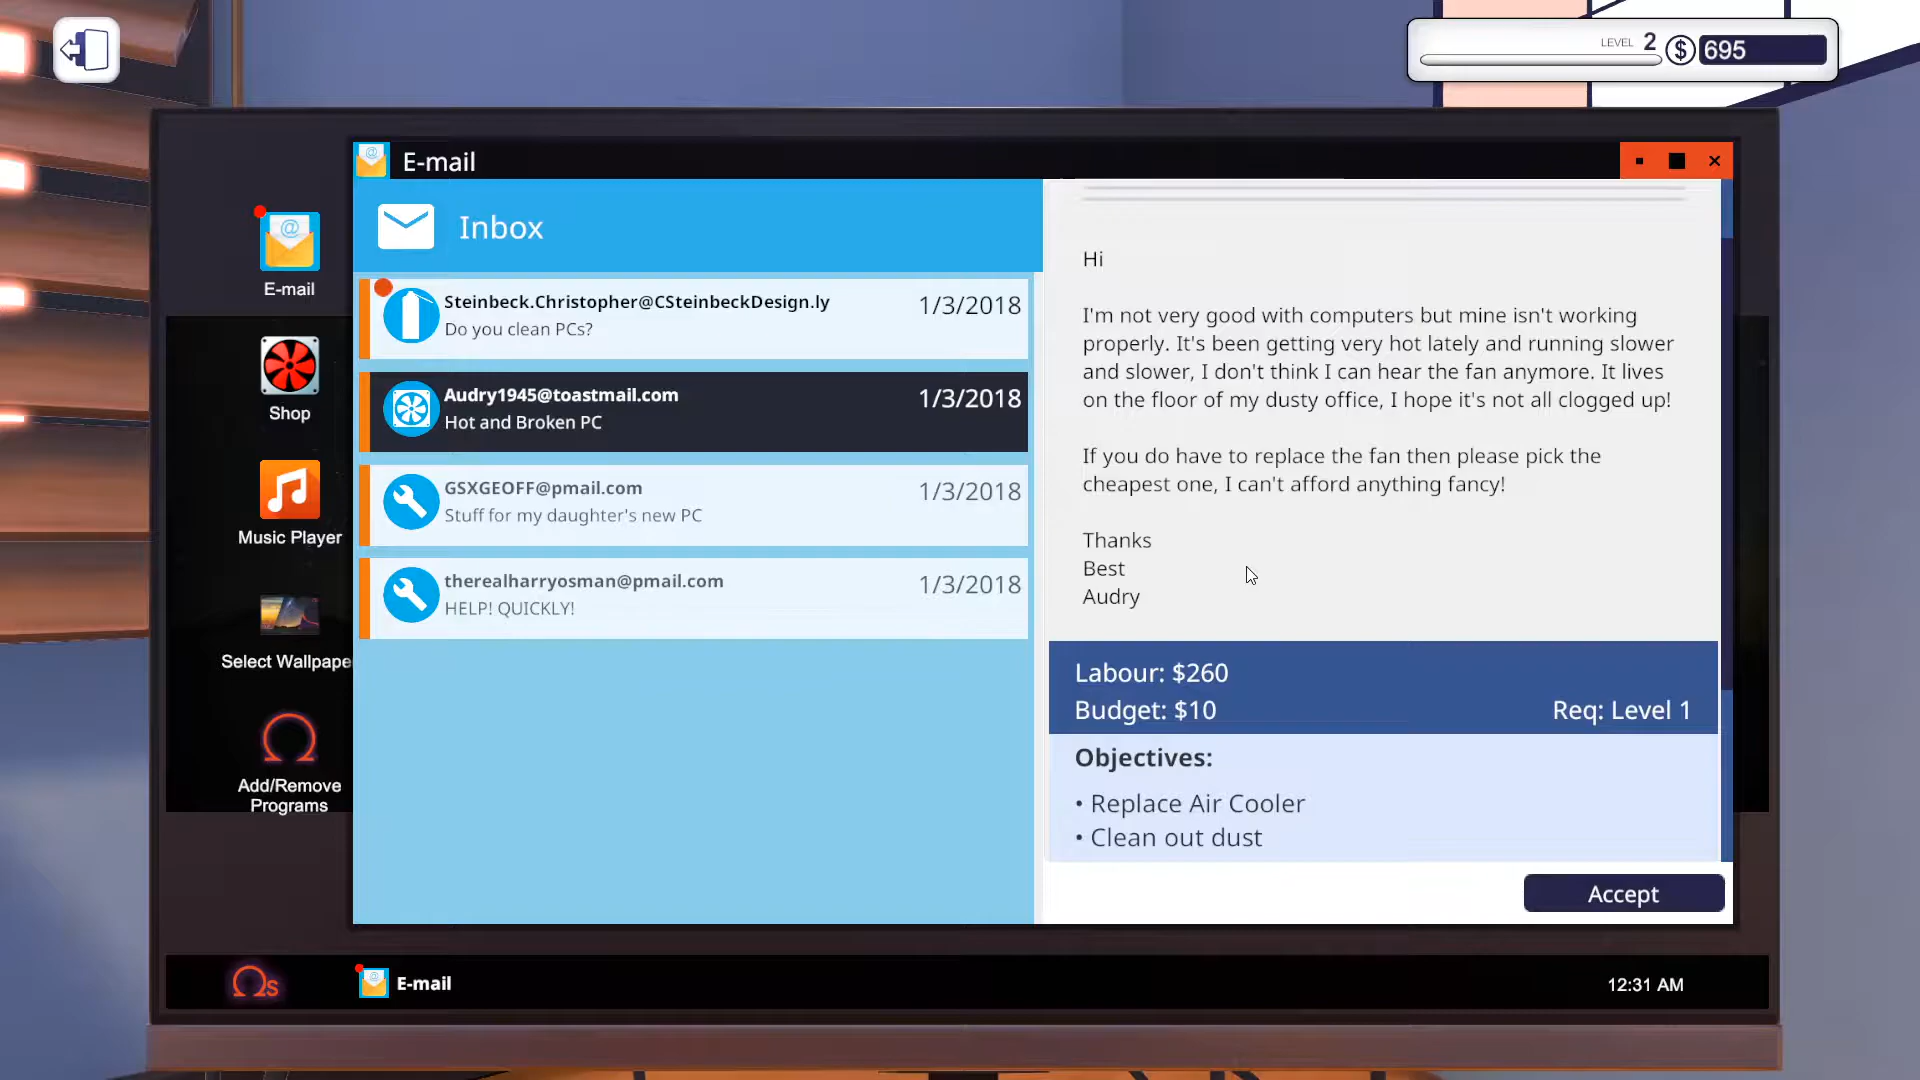 LEVEL 2 $ 695
E-mail
E-mail
Shop
Music Player
Select Wallpape
Add/Remove
Programs
Inbox
Steinbeck.Christopher@CSteinbeckDesign.ly 1/3/2018
Do you clean PCs?
Audry1945@toastmail.com 1/3/2018
Hot and Broken PC
GSXGEOFF@pmail.com 1/3/2018
Stuff for my daughter's new PC
therealharryosman@pmail.com 1/3/2018
HELP! QUICKLY!
Hi
I'm not very good with computers but mine isn't working
properly. It's been getting very hot lately and running slower
and slower, I don't think I can hear the fan anymore. It lives
on the floor of my dusty office, I hope it's not all clogged up!
If you do have to replace the fan then please pick the
cheapest one, I can't afford anything fancy!
Thanks
Best
Audry
Labour: $260
Budget: $10 Req: Level 1
Objectives:
• Replace Air Cooler
• Clean out dust
Accept
Ωs E-mail 12:31 AM